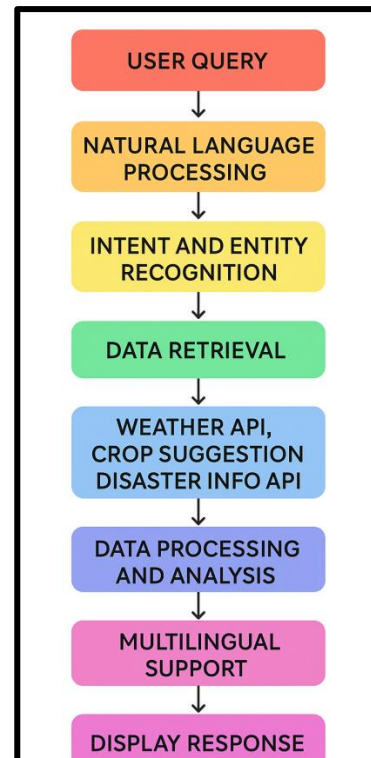 USER QUERY
NATURAL LANGUAGE
PROCESSING
INTENT AND ENTITY
RECOGNITION
DATA RETRIEVAL
WEATHER API,
CROP SUGGESTION
DISASTER INFO API
DATA PROCESSING
AND ANALYSIS
MULTILINGUAL
SUPPORT
DISPLAY RESPONSE